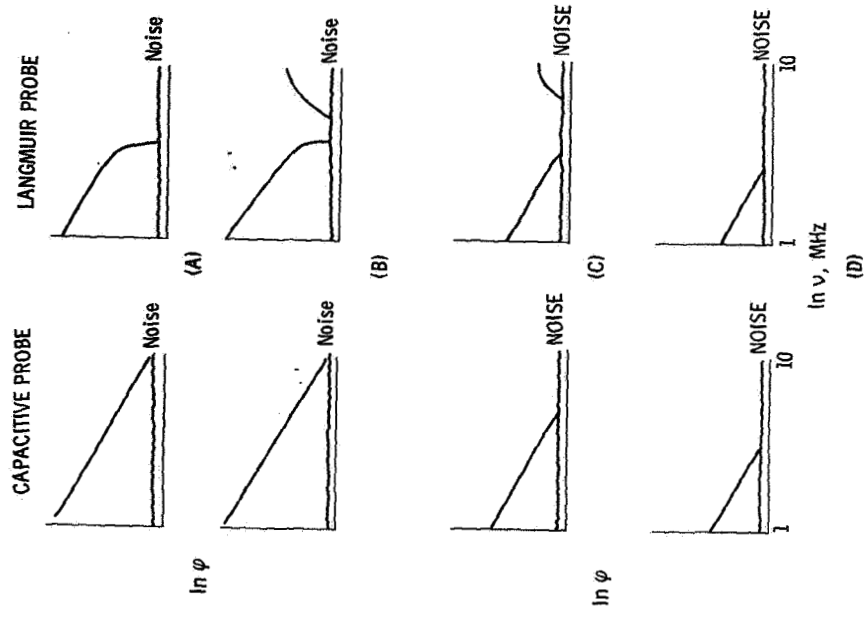 CAPACITIVE PROBE
LANGMUIR PROBE
ln φ
Noise
Noise
(A)
Noise
Noise
(B)
ln φ
NOISE
NOISE
(C)
NOISE
NOISE
1
10
1
10
ln ν, MHz
(D)